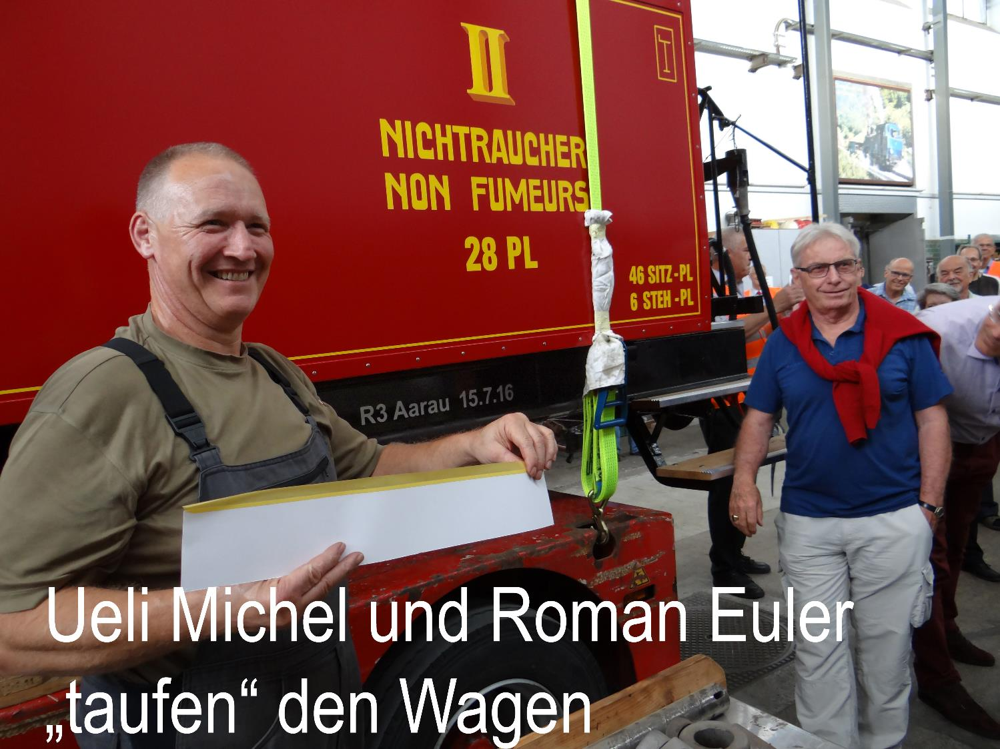 II
NICHTRAUCHER
NON FUMEURS
28 PL
T
46 SITZ-PL
6 STEH-PL
R3 Aarau 15.7.16
Ueli Michel und Roman Euler
„taufen“ den Wagen